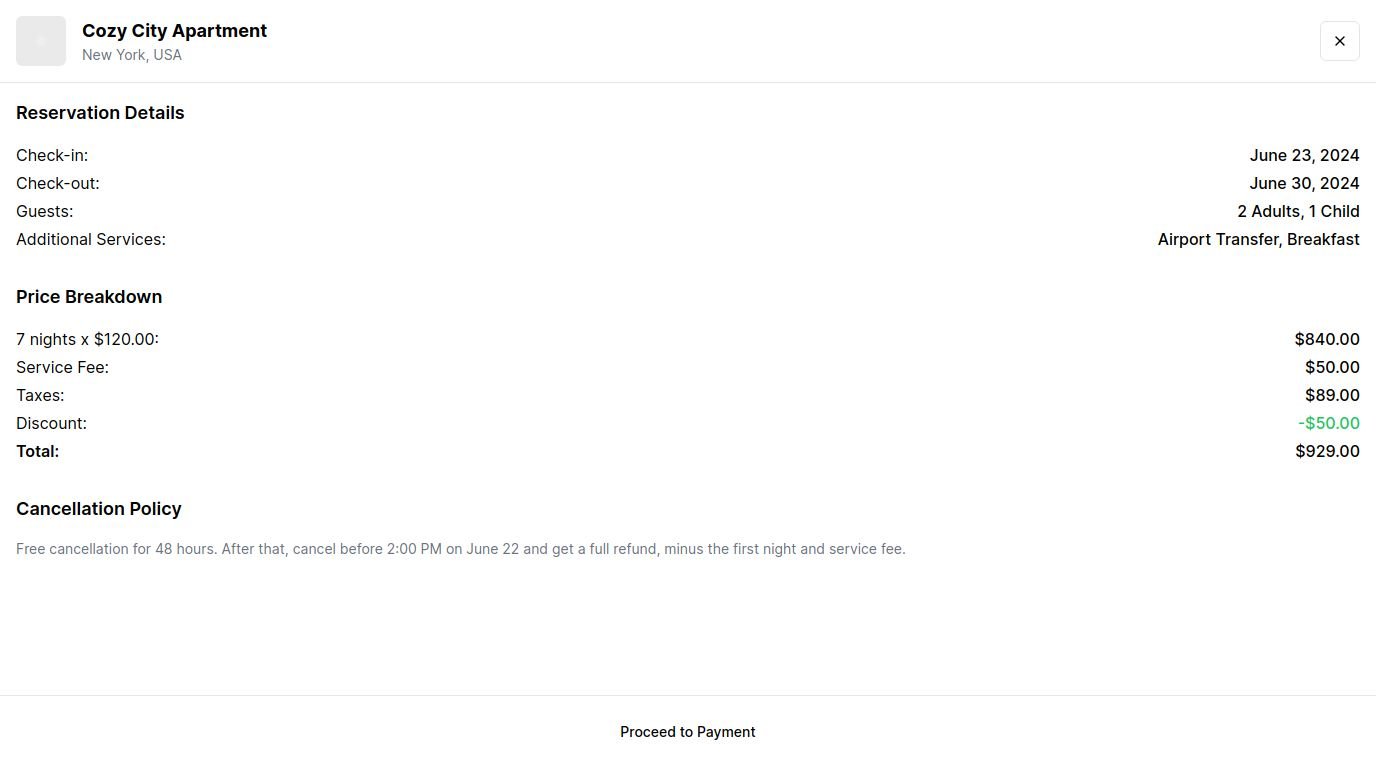 Cozy City Apartment
New York, USA
Reservation Details
Check-in: June 23, 2024
Check-out: June 30, 2024
Guests: 2 Adults, 1 Child
Additional Services: Airport Transfer, Breakfast
Price Breakdown
7 nights x $120.00: $840.00
Service Fee: $50.00
Taxes: $89.00
Discount: -$50.00
Total: $929.00
Cancellation Policy
Free cancellation for 48 hours. After that, cancel before 2:00 PM on June 22 and get a full refund, minus the first night and service fee.
Proceed to Payment